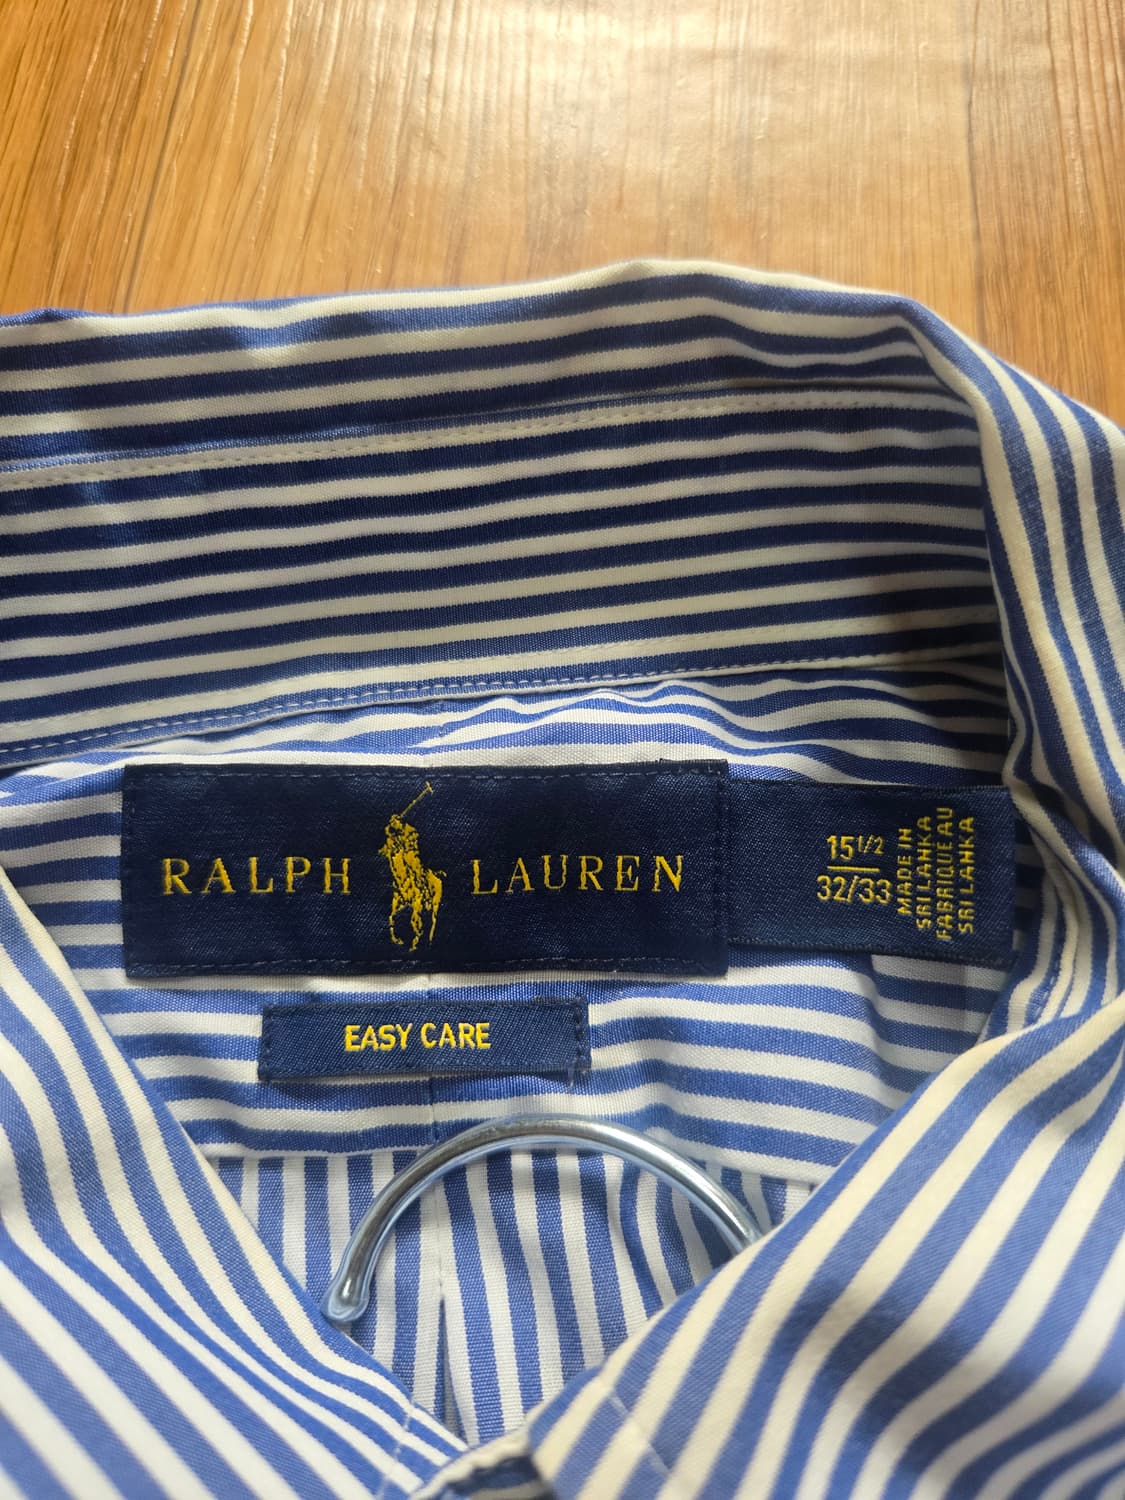 RALPH LAUREN
15 1/2
32/33
MADE IN
SRI LANKA
FABRIQUE AU
SRI LANKA
EASY CARE